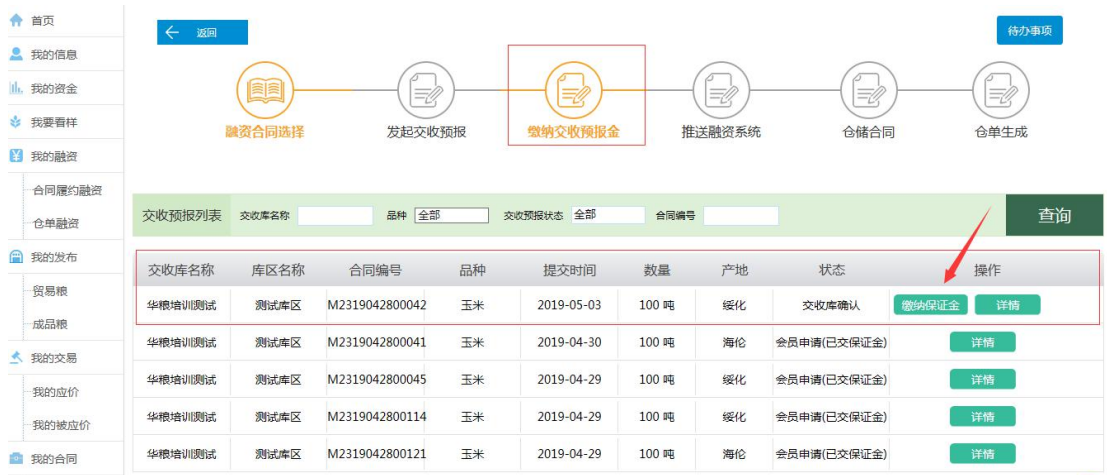 首页
我的信息
我的资金
我要看样
我的融资
合同履约融资
仓单融资
我的发布
贸易粮
成品粮
我的交易
我的应价
我的被应价
我的合同
返回
待办事项
融资合同选择 发起交收预报 缴纳交收预报金 推送融资系统 仓储合同 仓单生成
交收预报列表 交收库名称 品种 全部 交收预报状态 全部 合同编号 查询
交收库名称 库区名称 合同编号 品种 提交时间 数量 产地 状态 操作
华粮培训测试 测试库区 M2319042800042 玉米 2019-05-03 100 吨 绥化 交收库确认 缴纳保证金 详情
华粮培训测试 测试库区 M2319042800041 玉米 2019-04-30 100 吨 海伦 会员申请(已交保证金) 详情
华粮培训测试 测试库区 M2319042800045 玉米 2019-04-29 100 吨 绥化 会员申请(已交保证金) 详情
华粮培训测试 测试库区 M2319042800114 玉米 2019-04-29 100 吨 绥化 会员申请(已交保证金) 详情
华粮培训测试 测试库区 M2319042800121 玉米 2019-04-29 100 吨 海伦 会员申请(已交保证金) 详情